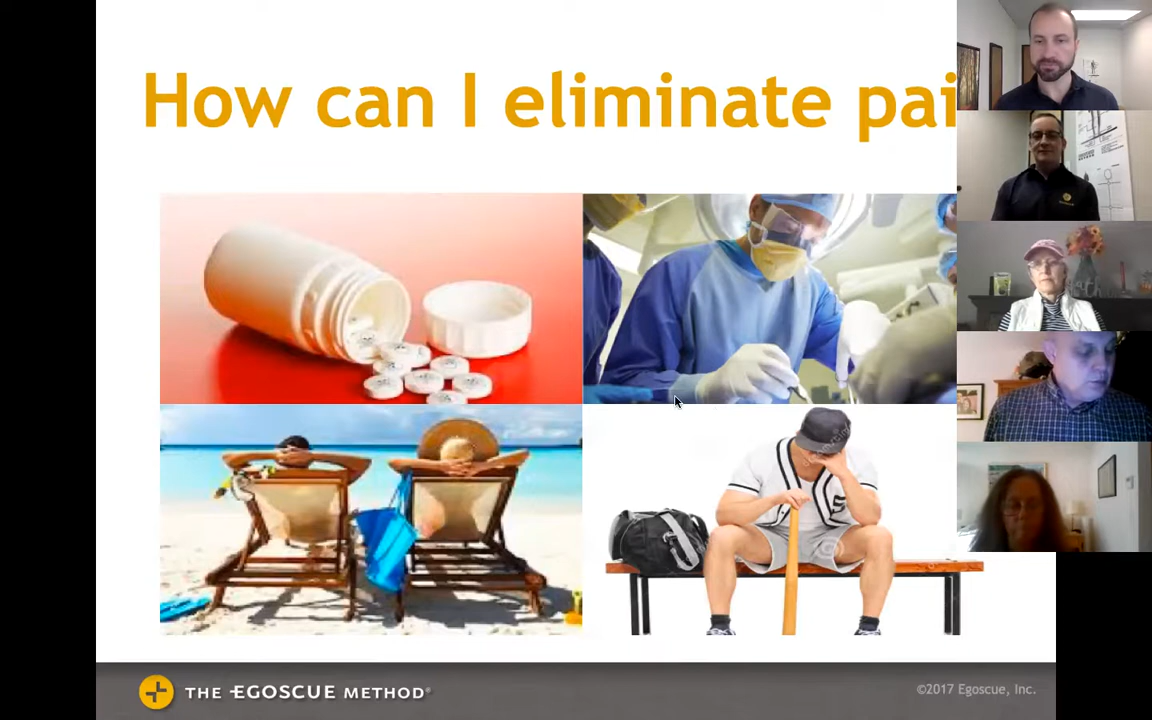 How can I eliminate pai
THE EGOSCUE METHOD®
©2017 Egoscue, Inc.